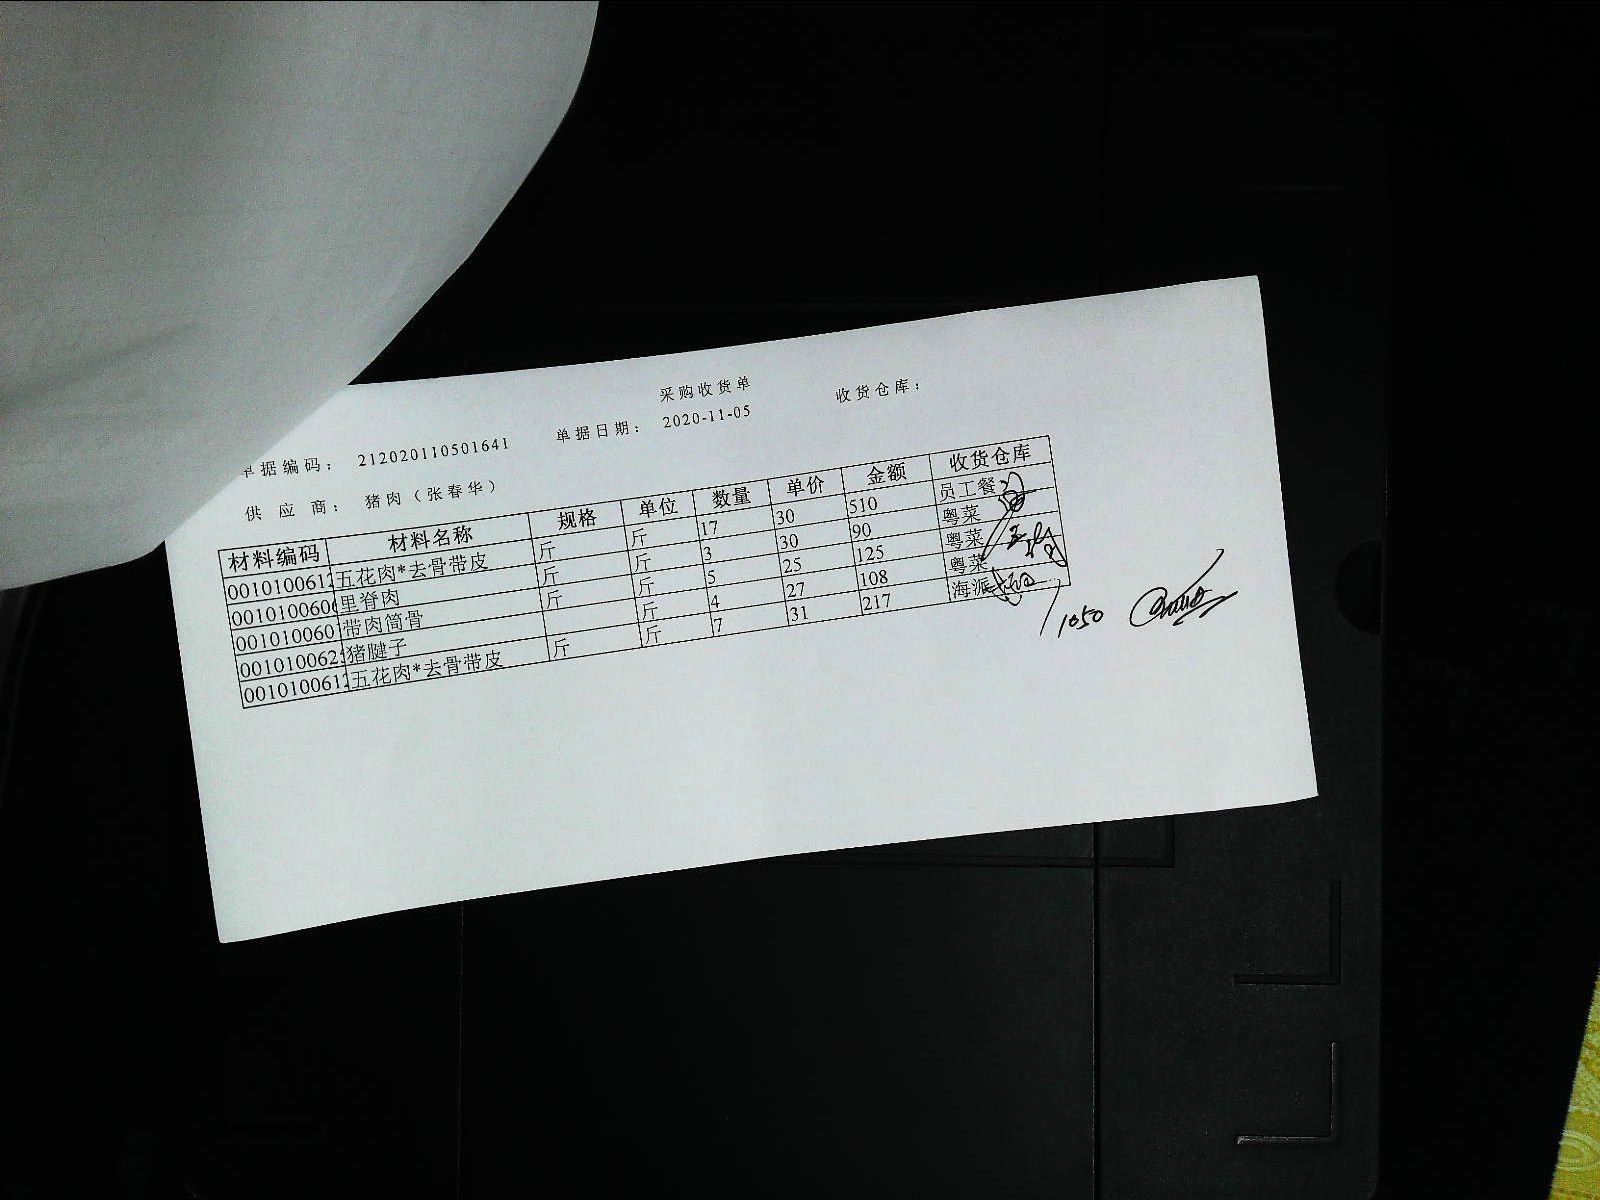 采购收货单
单据编码： 212020110501641 单据日期： 2020-11-05 收货仓库：
供 应 商： 猪肉（张春华）
材料编码 材料名称 规格 单位 数量 单价 金额 收货仓库
0010100612 五花肉*去骨带皮 斤 斤 17 30 510 员工餐
001010060 里脊肉 斤 斤 3 30 90 粤菜
001010060 带肉筒骨 斤 斤 5 25 125 粤菜
001010062 猪腱子 斤 4 27 108 粤菜
001010061 五花肉*去骨带皮 斤 斤 7 31 217 海派
1050